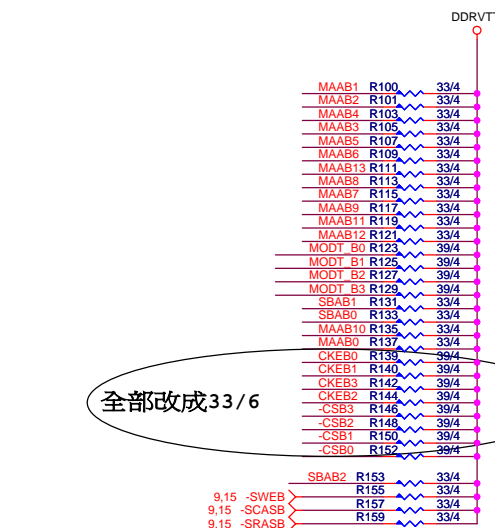 DDRVTT
MAAB1 R100 33/4
MAAB2 R101 33/4
MAAB4 R103 33/4
MAAB3 R105 33/4
MAAB5 R107 33/4
MAAB6 R109 33/4
MAAB13 R111 33/4
MAAB8 R113 33/4
MAAB7 R115 33/4
MAAB9 R117 33/4
MAAB11 R119 33/4
MAAB12 R121 33/4
MODT_B0 R123 39/4
MODT_B1 R125 39/4
MODT_B2 R127 39/4
MODT_B3 R129 39/4
SBAB1 R131 33/4
SBAB0 R133 33/4
MAAB10 R135 33/4
MAAB0 R137 33/4
CKEB0 R139 39/4
CKEB1 R140 39/4
CKEB3 R142 39/4
CKEB2 R144 39/4
全部改成33/6
-CSB3 R146 39/4
-CSB2 R148 39/4
-CSB1 R150 39/4
-CSB0 R152 39/4
SBAB2 R153 33/4
9,15 -SWEB R155 33/4
9,15 -SCASB R157 33/4
9,15 -SRASB R159 33/4